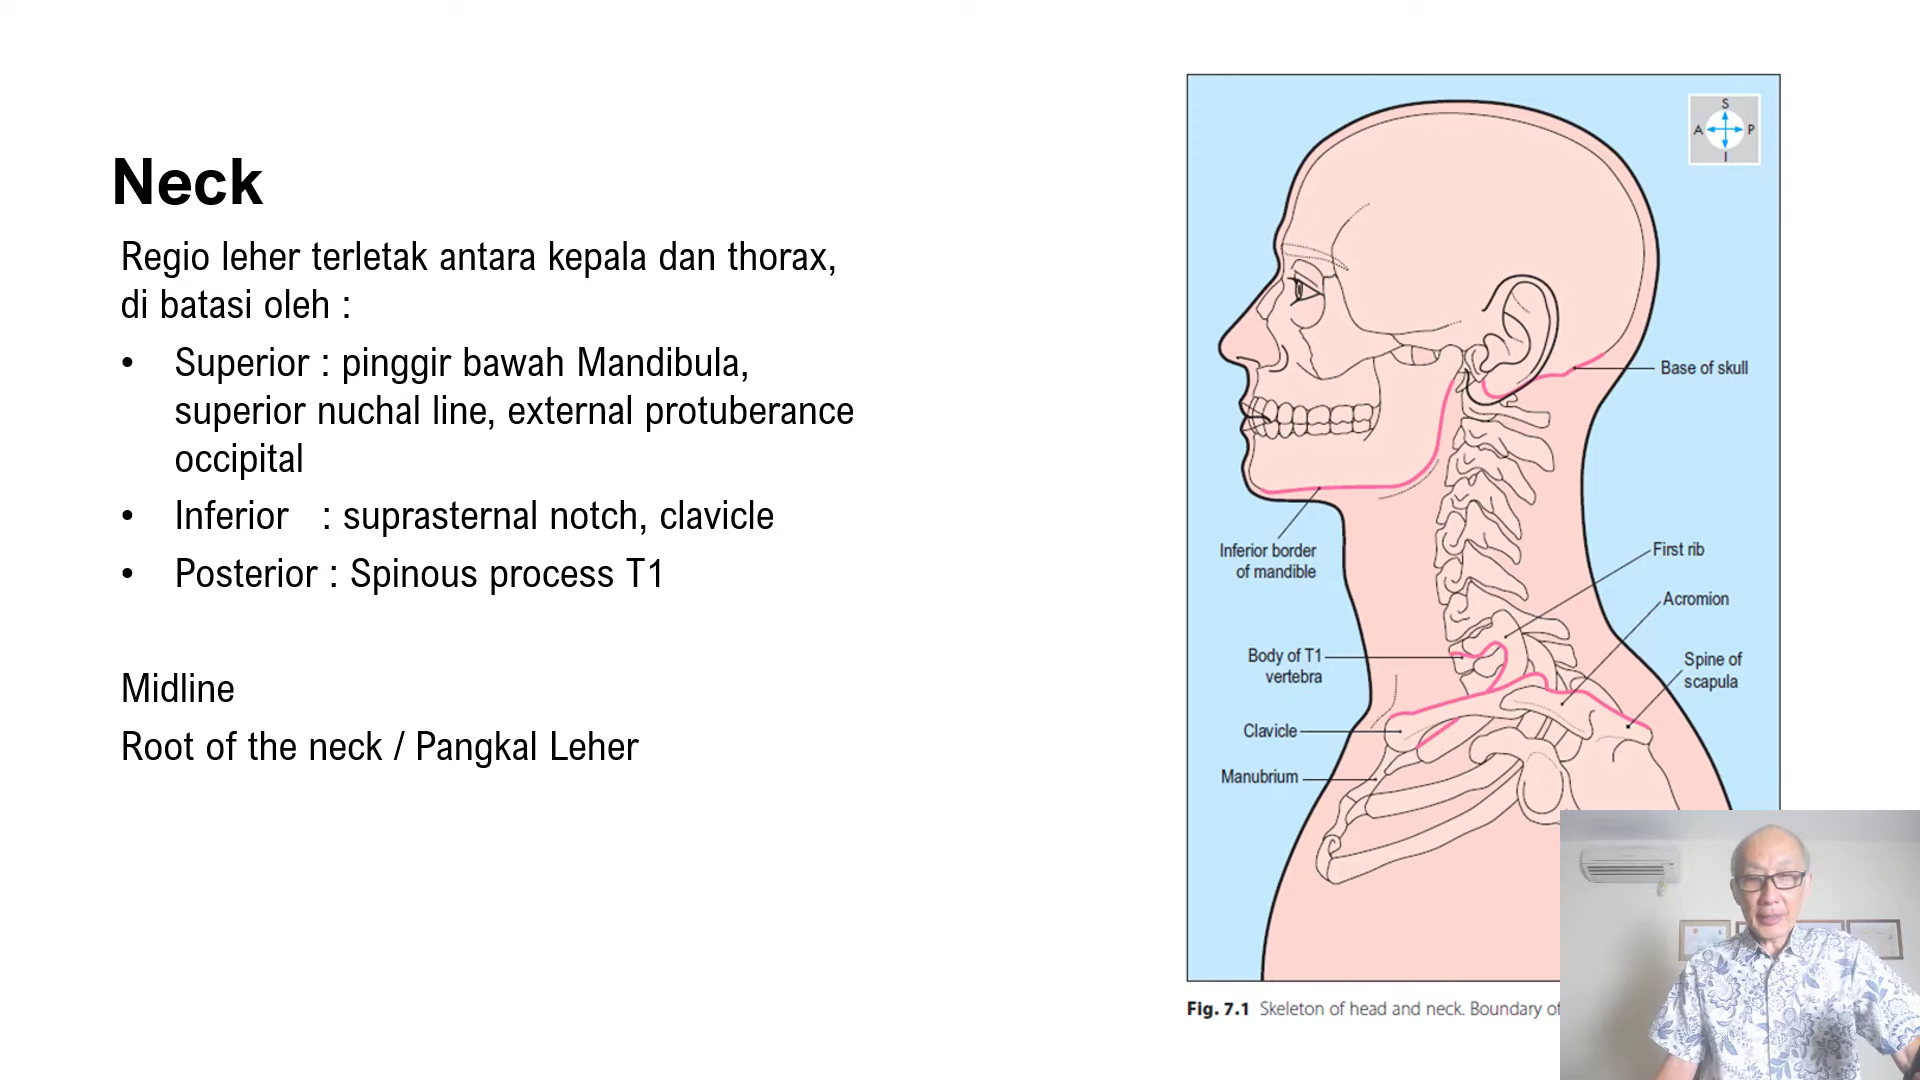 Neck
Regio leher terletak antara kepala dan thorax,
di batasi oleh :
• Superior : pinggir bawah Mandibula,
superior nuchal line, external protuberance
occipital
• Inferior : suprasternal notch, clavicle
• Posterior : Spinous process T1
Midline
Root of the neck / Pangkal Leher
S
A P
I
Base of skull
Inferior border
of mandible
First rib
Acromion
Body of T1
vertebra
Spine of
scapula
Clavicle
Manubrium
Fig. 7.1 Skeleton of head and neck. Boundary of